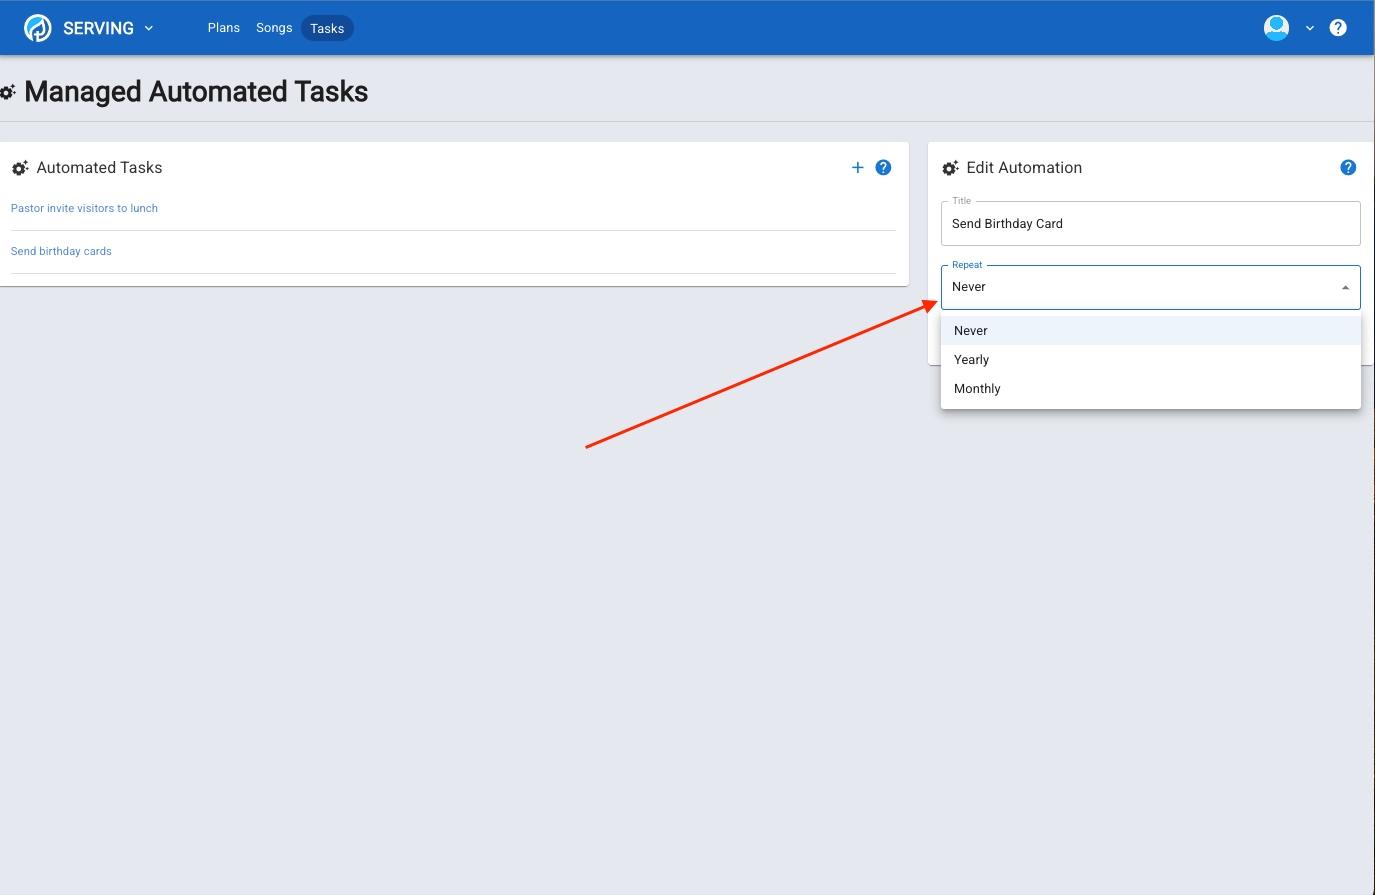 SERVING
Plans
Songs
Tasks
?
Managed Automated Tasks
Automated Tasks
+
?
Pastor invite visitors to lunch
Send birthday cards
Edit Automation
?
Title
Send Birthday Card
Repeat
Never
Never
Yearly
Monthly